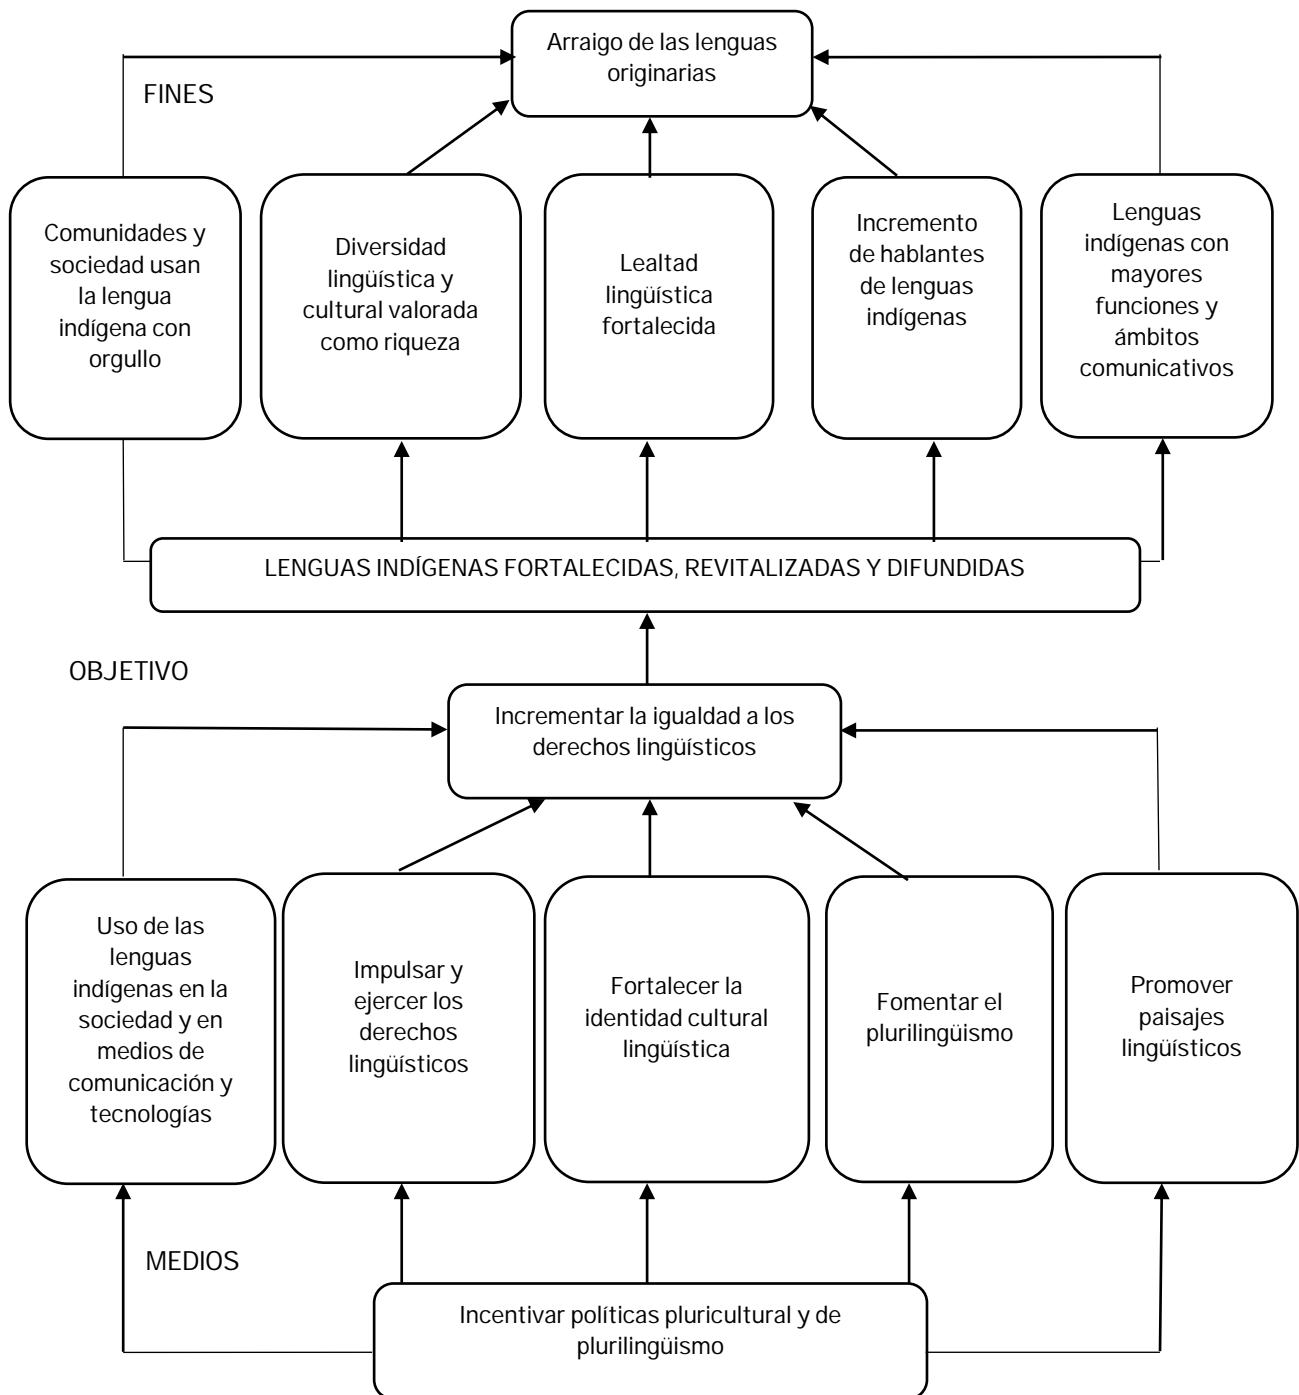 Arraigo de las lenguas
originarias
FINES
Comunidades y
sociedad usan
la lengua
indígena con
orgullo
Diversidad
lingüística y
cultural valorada
como riqueza
Lealtad
lingüística
fortalecida
Incremento
de hablantes
de lenguas
indígenas
Lenguas
indígenas con
mayores
funciones y
ámbitos
comunicativos
LENGUAS INDÍGENAS FORTALECIDAS, REVITALIZADAS Y DIFUNDIDAS
OBJETIVO
Incrementar la igualdad a los
derechos lingüísticos
Uso de las
lenguas
indígenas en la
sociedad y en
medios de
comunicación y
tecnologías
Impulsar y
ejercer los
derechos
lingüísticos
Fortalecer la
identidad cultural
lingüística
Fomentar el
plurilingüismo
Promover
paisajes
lingüísticos
MEDIOS
Incentivar políticas pluricultural y de
plurilingüismo